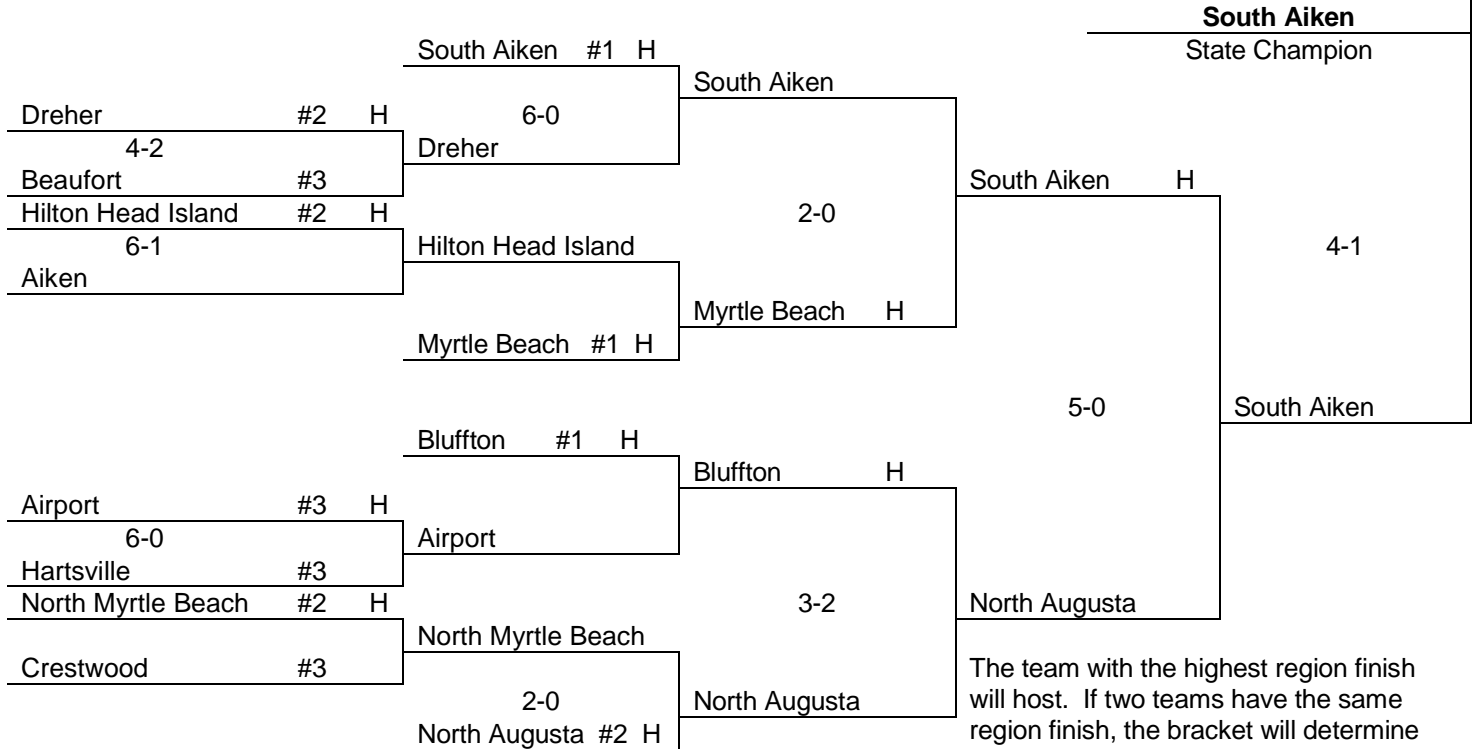 South Aiken
South Aiken #1 H State Champion
South Aiken
Dreher #2 H 6-0
4-2 Dreher
Beaufort #3 South Aiken H
Hilton Head Island #2 H 2-0
6-1 Hilton Head Island 4-1
Aiken
Myrtle Beach H
Myrtle Beach #1 H
5-0 South Aiken
Bluffton #1 H
Bluffton H
Airport #3 H
6-0 Airport
Hartsville #3
North Myrtle Beach #2 H 3-2 North Augusta
North Myrtle Beach
Crestwood #3 The team with the highest region finish
2-0 North Augusta will host. If two teams have the same
North Augusta #2 H region finish, the bracket will determine